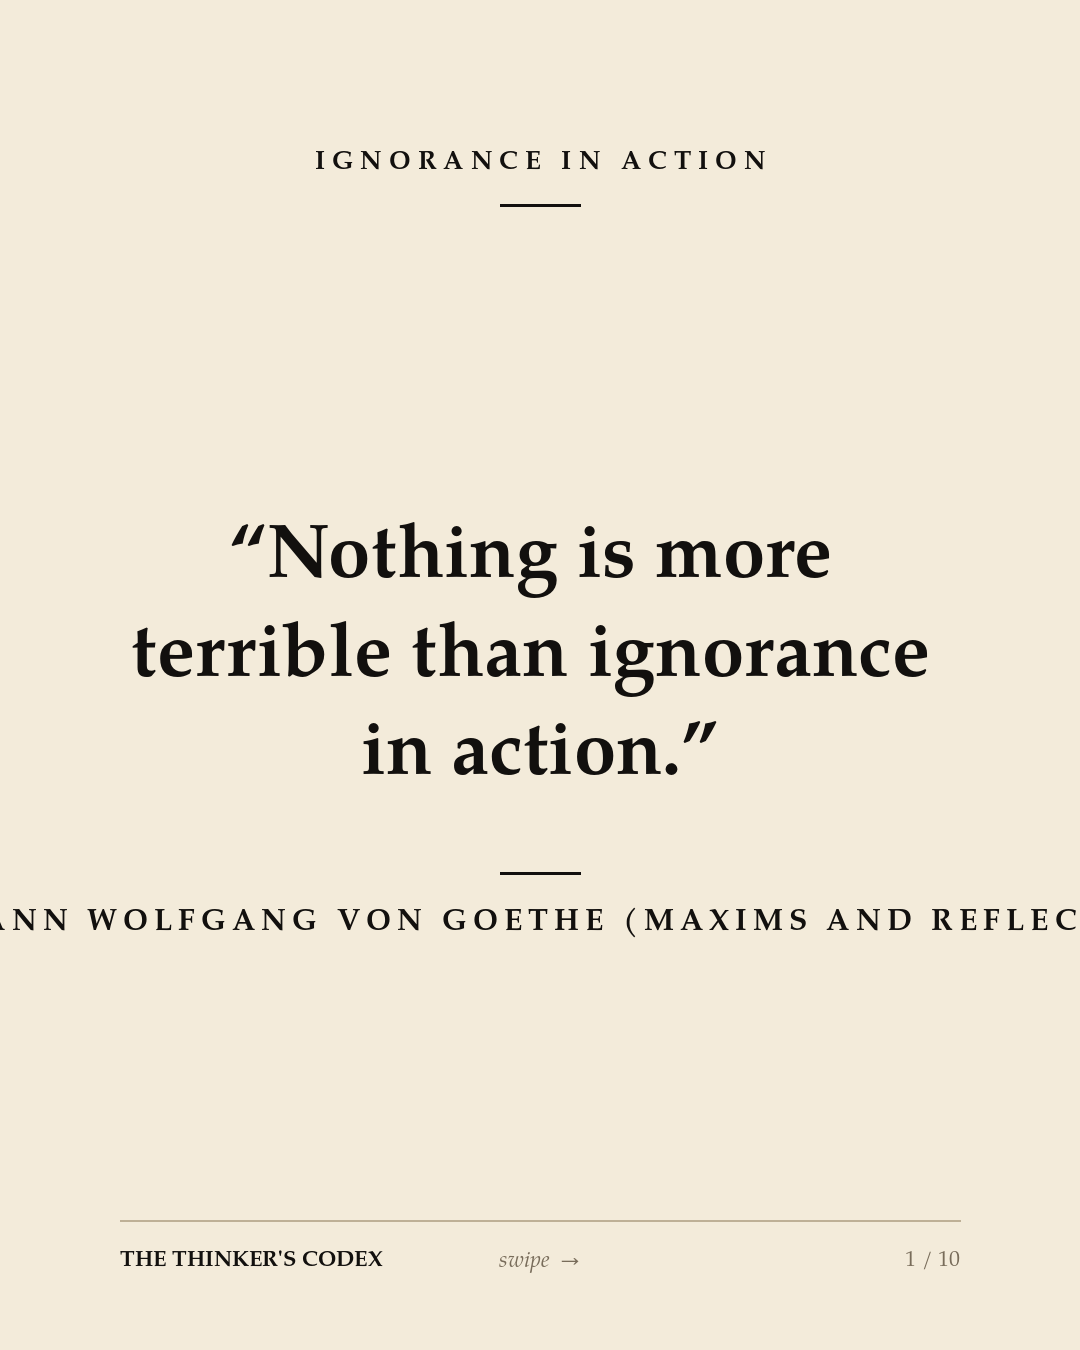 IGNORANCE IN ACTION
“Nothing is more
terrible than ignorance
in action.”
ANN WOLFGANG VON GOETHE (MAXIMS AND REFLEC
THE THINKER'S CODEX
swipe →
1 / 10